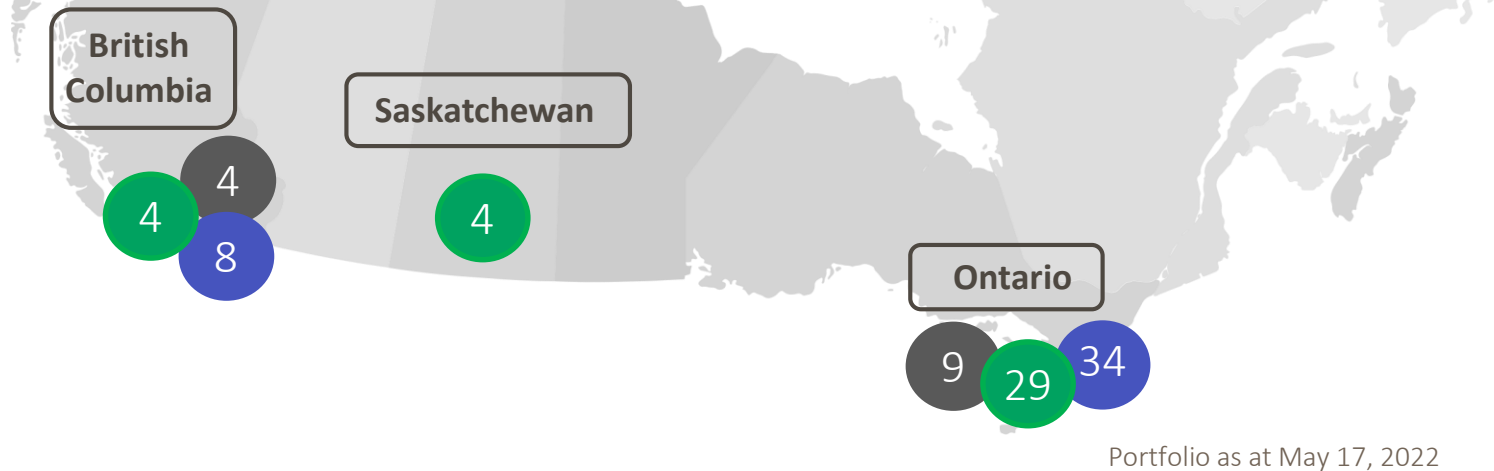 British
Columbia
4
4
8
Saskatchewan
4
Ontario
9
29
34
Portfolio as at May 17, 2022